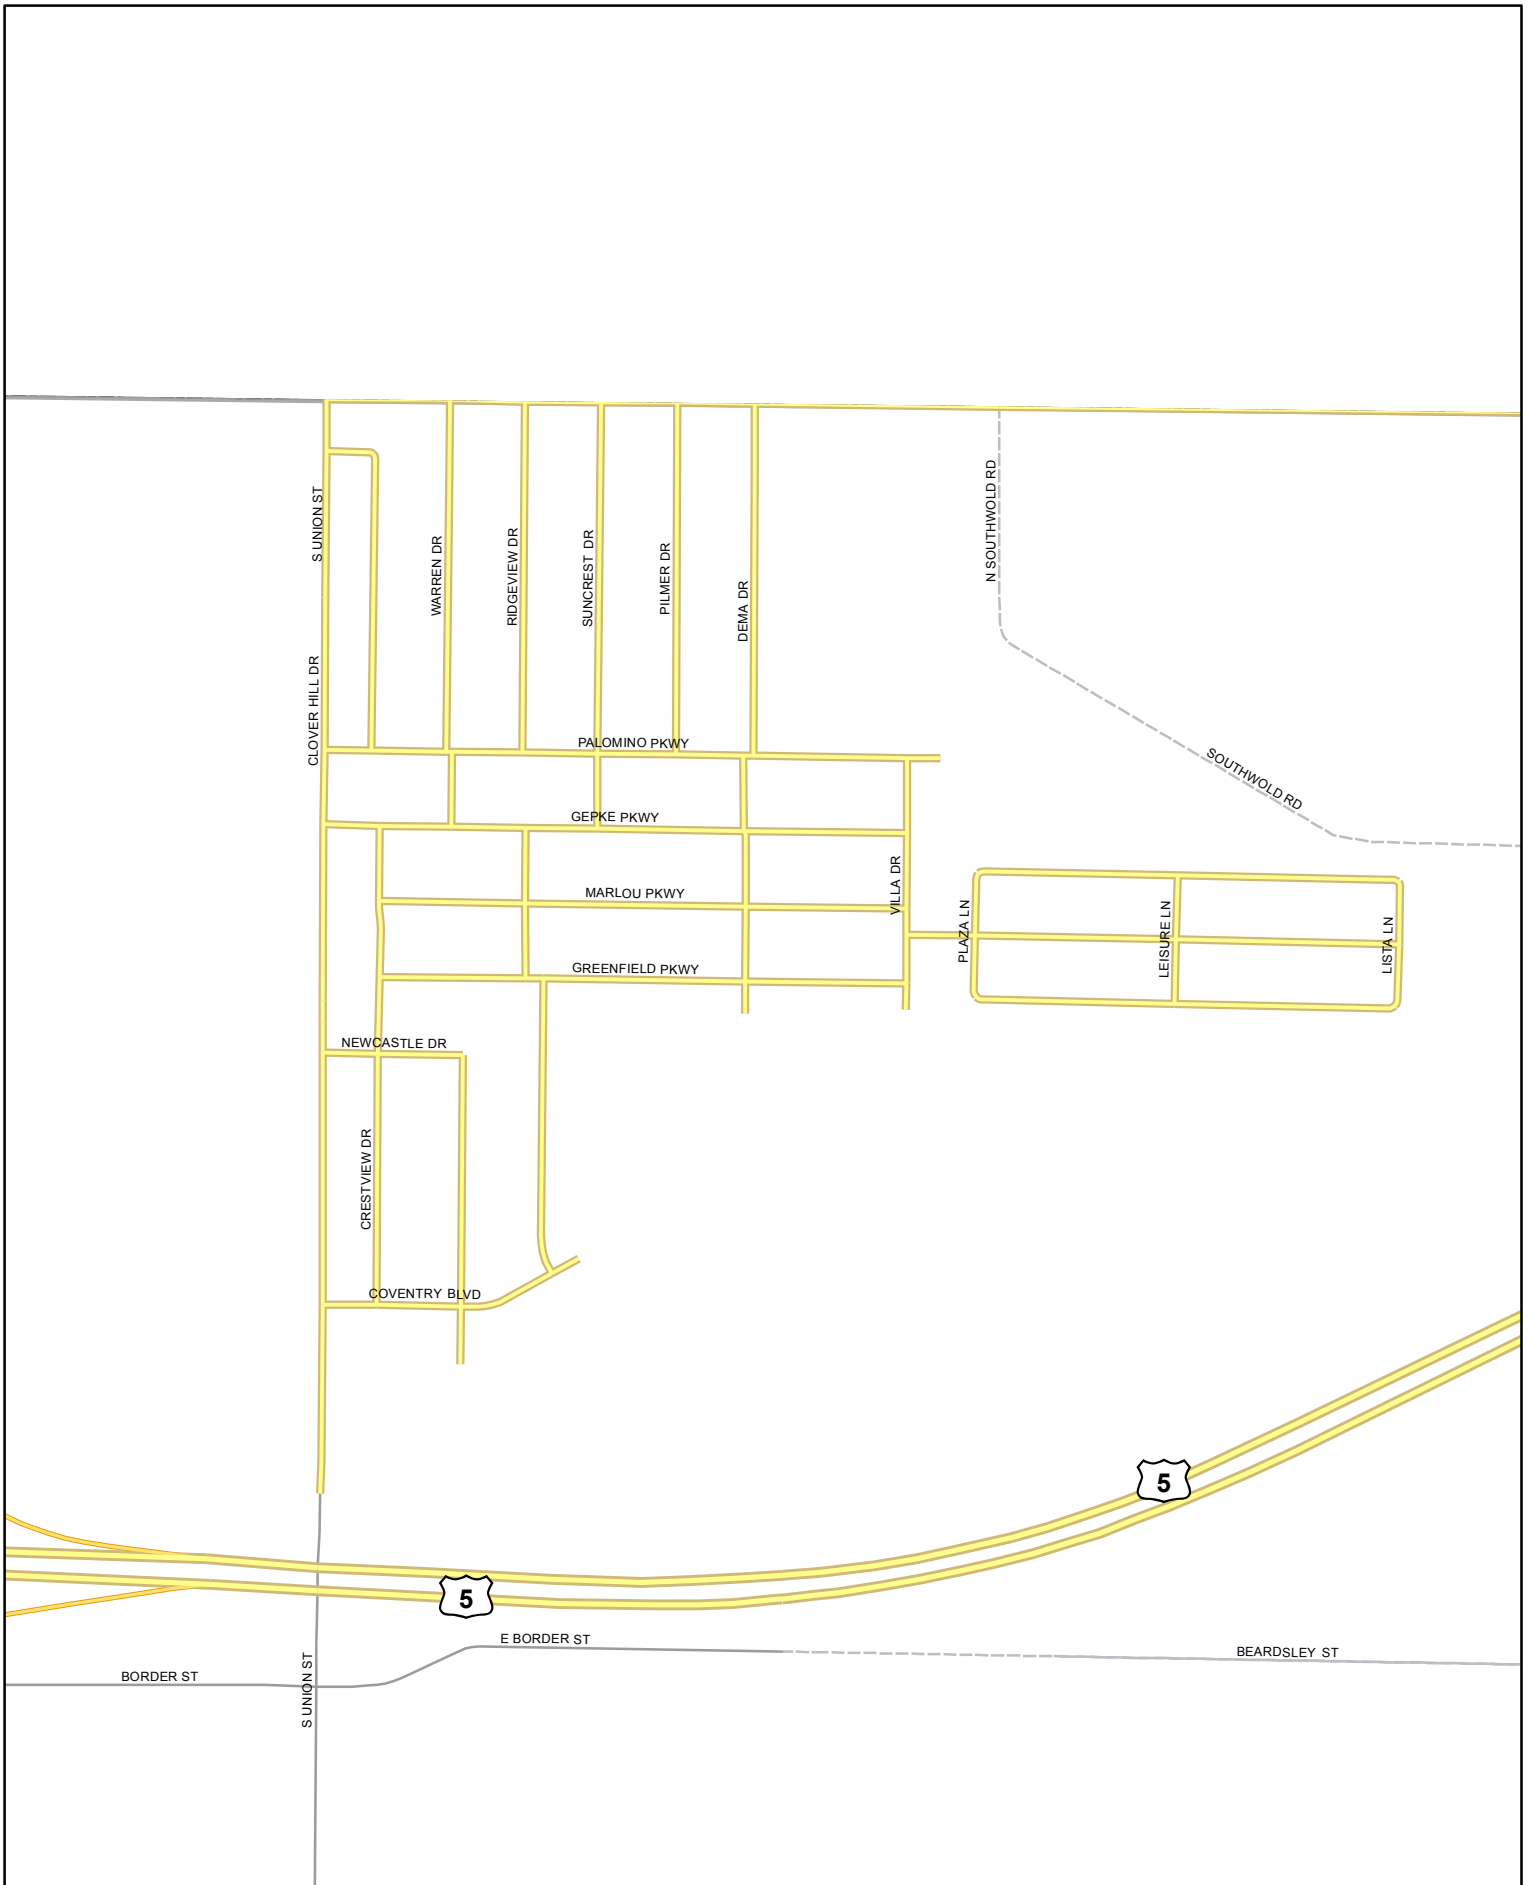 S UNION ST
N SOUTHWOLD RD
WARREN DR
RIDGEVIEW DR
SUNCREST DR
PILMER DR
DEMA DR
CLOVER HILL DR
PALOMINO PKWY
SOUTHWOLD RD
GEPKE PKWY
MARLOU PKWY
VILLA DR
PLAZA LN
LEISURE LN
LISTA LN
GREENFIELD PKWY
NEWCASTLE DR
CRESTVIEW DR
COVENTRY BLVD
5
5
E BORDER ST
BEARDSLEY ST
BORDER ST
S UNION ST